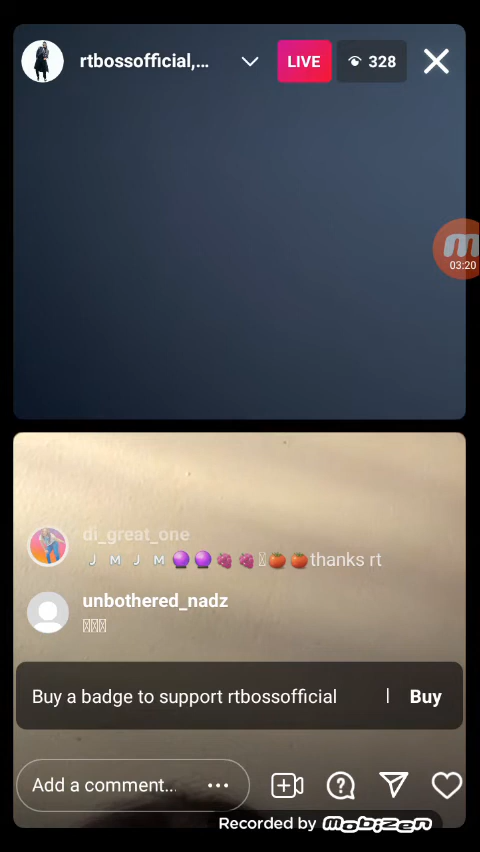 rtbossofficial,...
LIVE
328
03:20
di_great_one
J M J M🔮🔮🍇🍇🍅🍅thanks rt
unbothered_nadz
Buy a badge to support rtbossofficial | Buy
Add a comment...
Recorded by mobizen